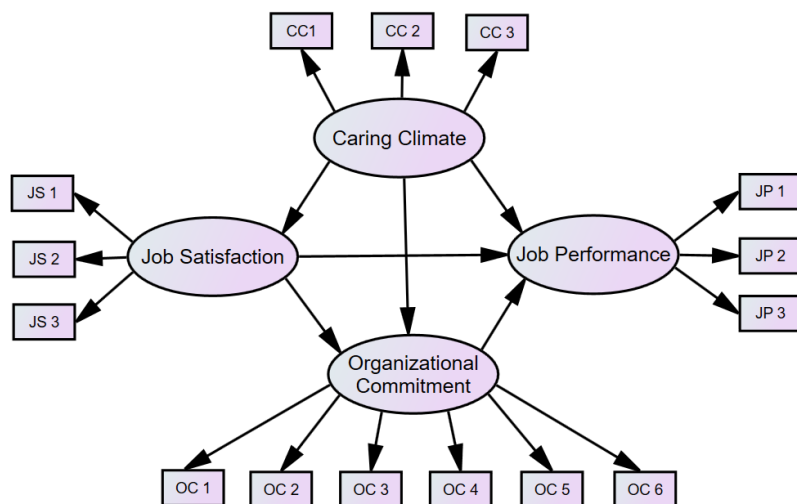 CC1
CC 2
CC 3
Caring Climate
JS 1
JS 2
JS 3
Job Satisfaction
Job Performance
JP 1
JP 2
JP 3
Organizational
Commitment
OC 1
OC 2
OC 3
OC 4
OC 5
OC 6